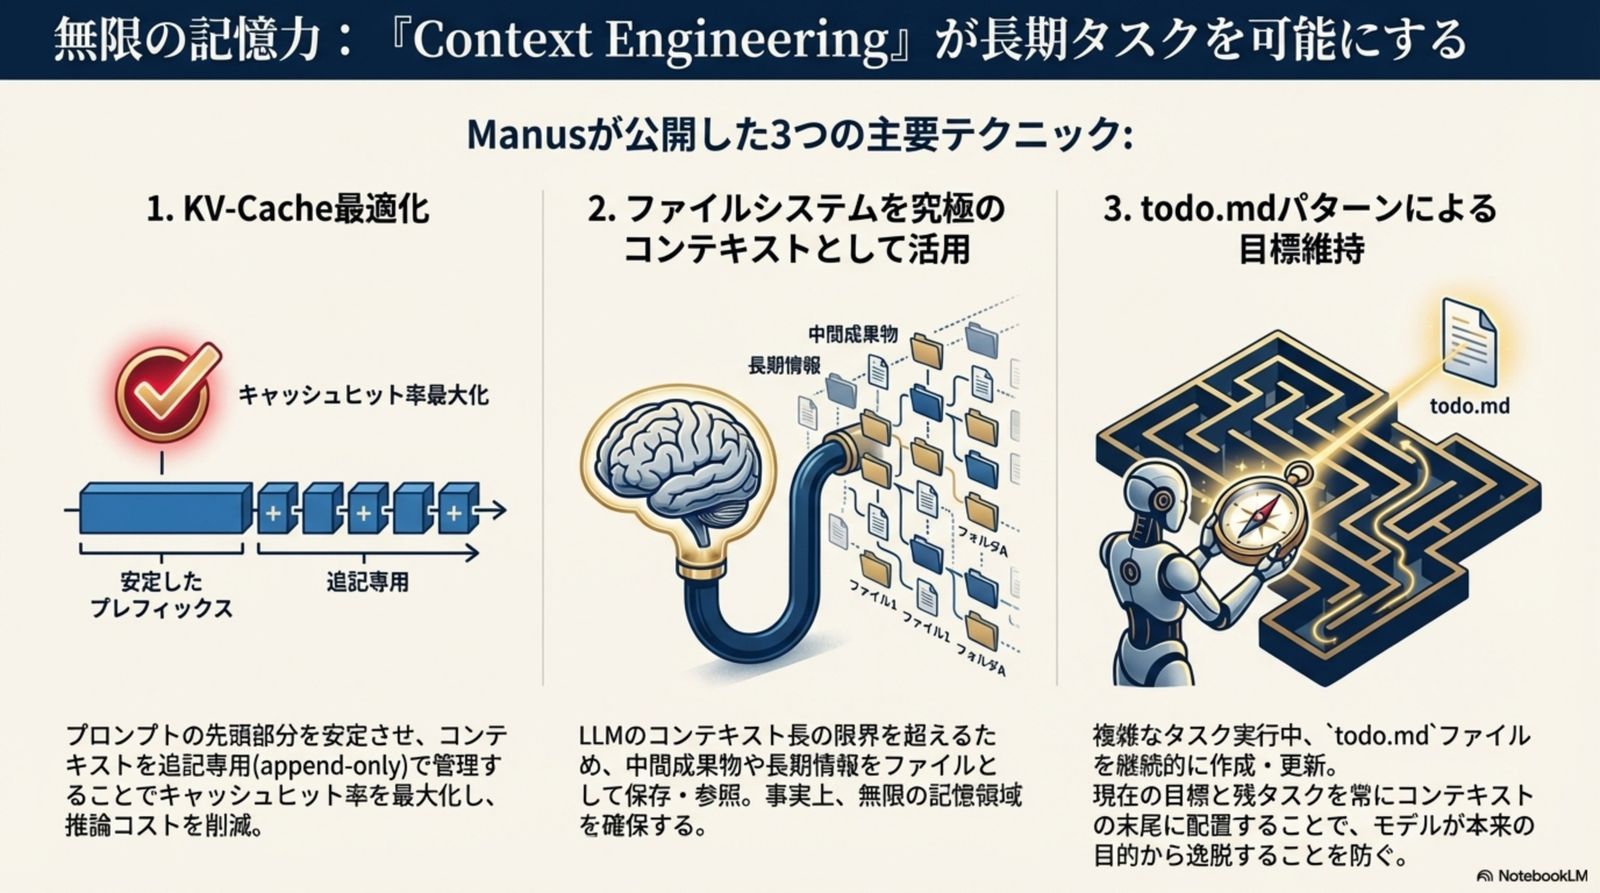 無限の記憶力：『Context Engineering』が長期タスクを可能にする
Manusが公開した3つの主要テクニック:
1. KV-Cache最適化
キャッシュヒット率最大化
安定した
プレフィックス
追記専用
プロンプトの先頭部分を安定させ、コンテ
キストを追記専用(append-only)で管理す
ることでキャッシュヒット率を最大化し、
推論コストを削減。
2. ファイルシステムを究極の
コンテキストとして活用
中間成果物
長期情報
フォルダA
ファイル1
ファイル1
フォルダA
LLMのコンテキスト長の限界を超えるた
め、中間成果物や長期情報をファイルと
して保存・参照。事実上、無限の記憶領域
を確保する。
3. todo.mdパターンによる
目標維持
todo.md
複雑なタスク実行中、`todo.md`ファイル
を継続的に作成・更新。
現在の目標と残タスクを常にコンテキスト
の末尾に配置することで、モデルが本来の
目的から逸脱することを防ぐ。
NotebookLM